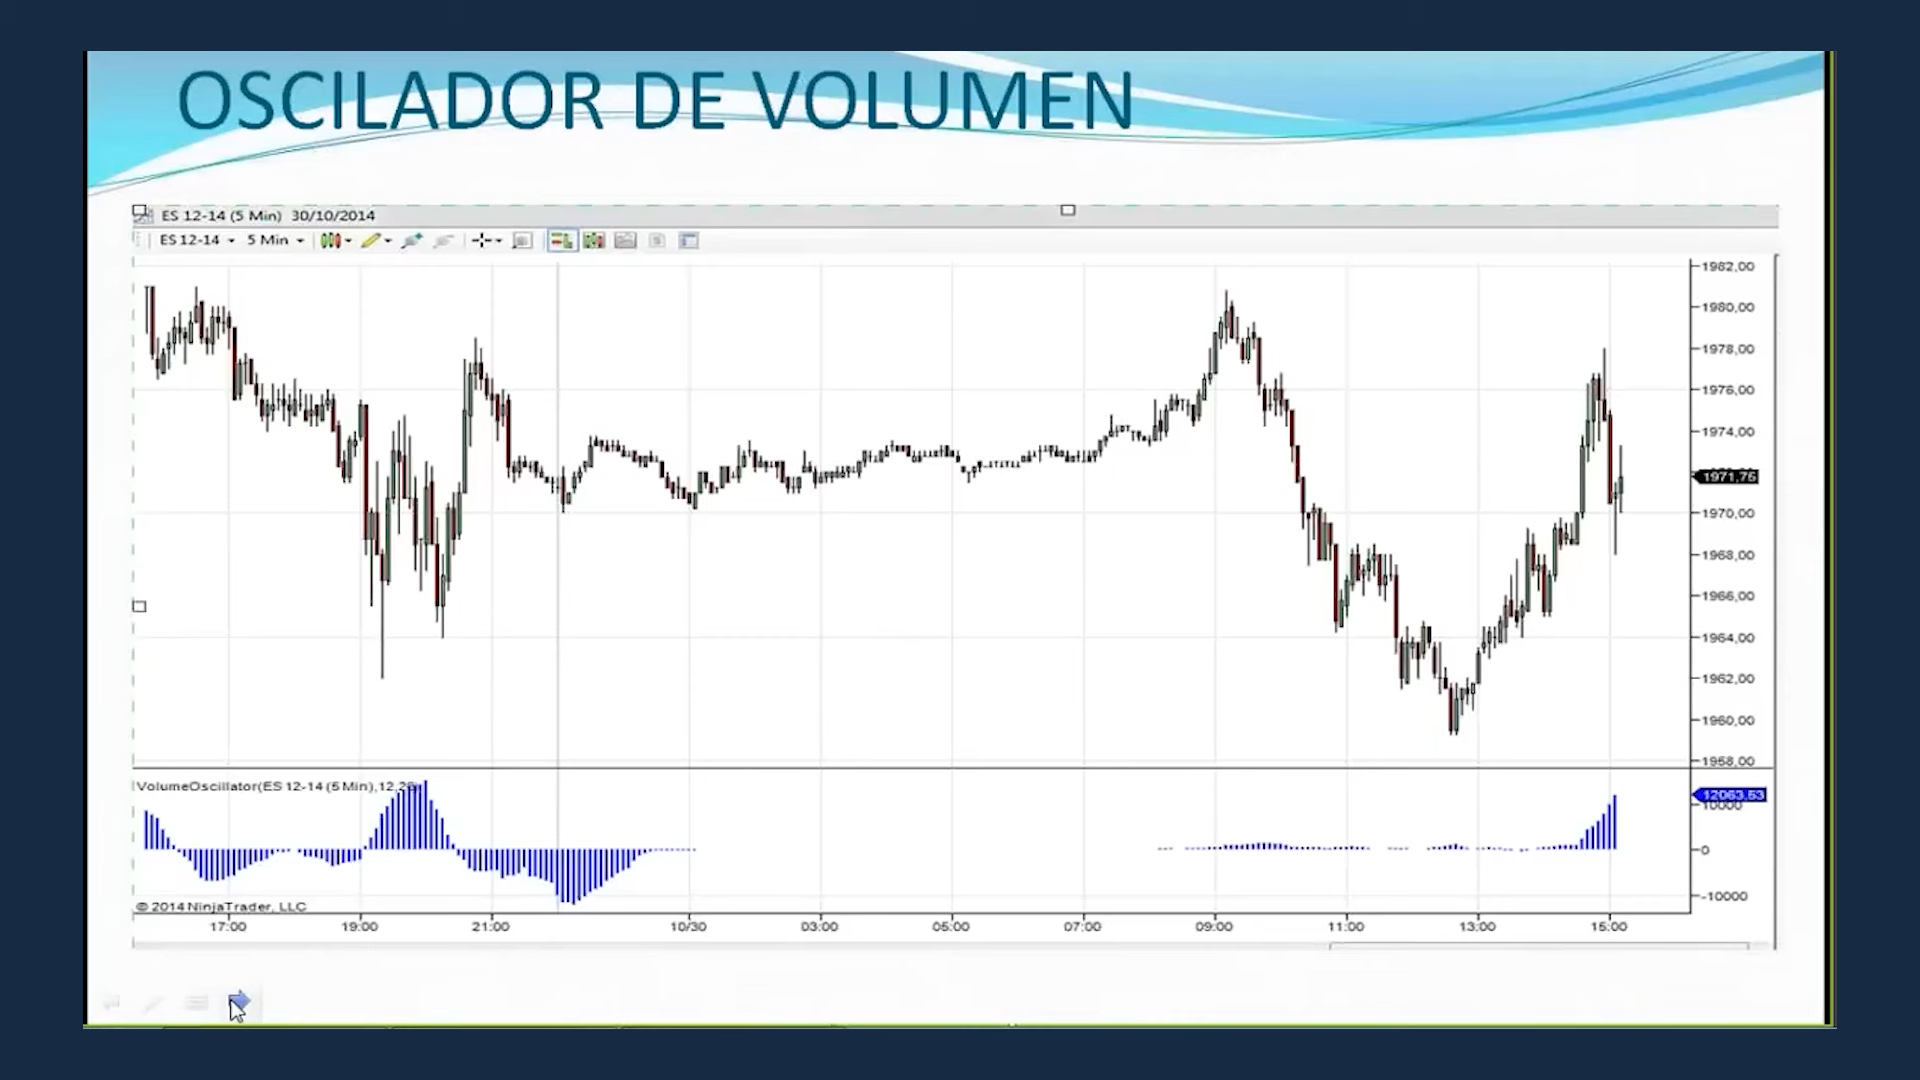 OSCILADOR DE VOLUMEN
ES 12-14 (5 Min) 30/10/2014
ES 12-14 5 Min
1982,00
1980,00
1978,00
1976,00
1974,00
1971,75
1970,00
1968,00
1966,00
1964,00
1962,00
1960,00
1958,00
VolumeOscillator(ES 12-14 (5 Min),12,26)
12063,53
10000
0
-10000
© 2014 NinjaTrader, LLC
17:00 19:00 21:00 10/30 03:00 05:00 07:00 09:00 11:00 13:00 15:00